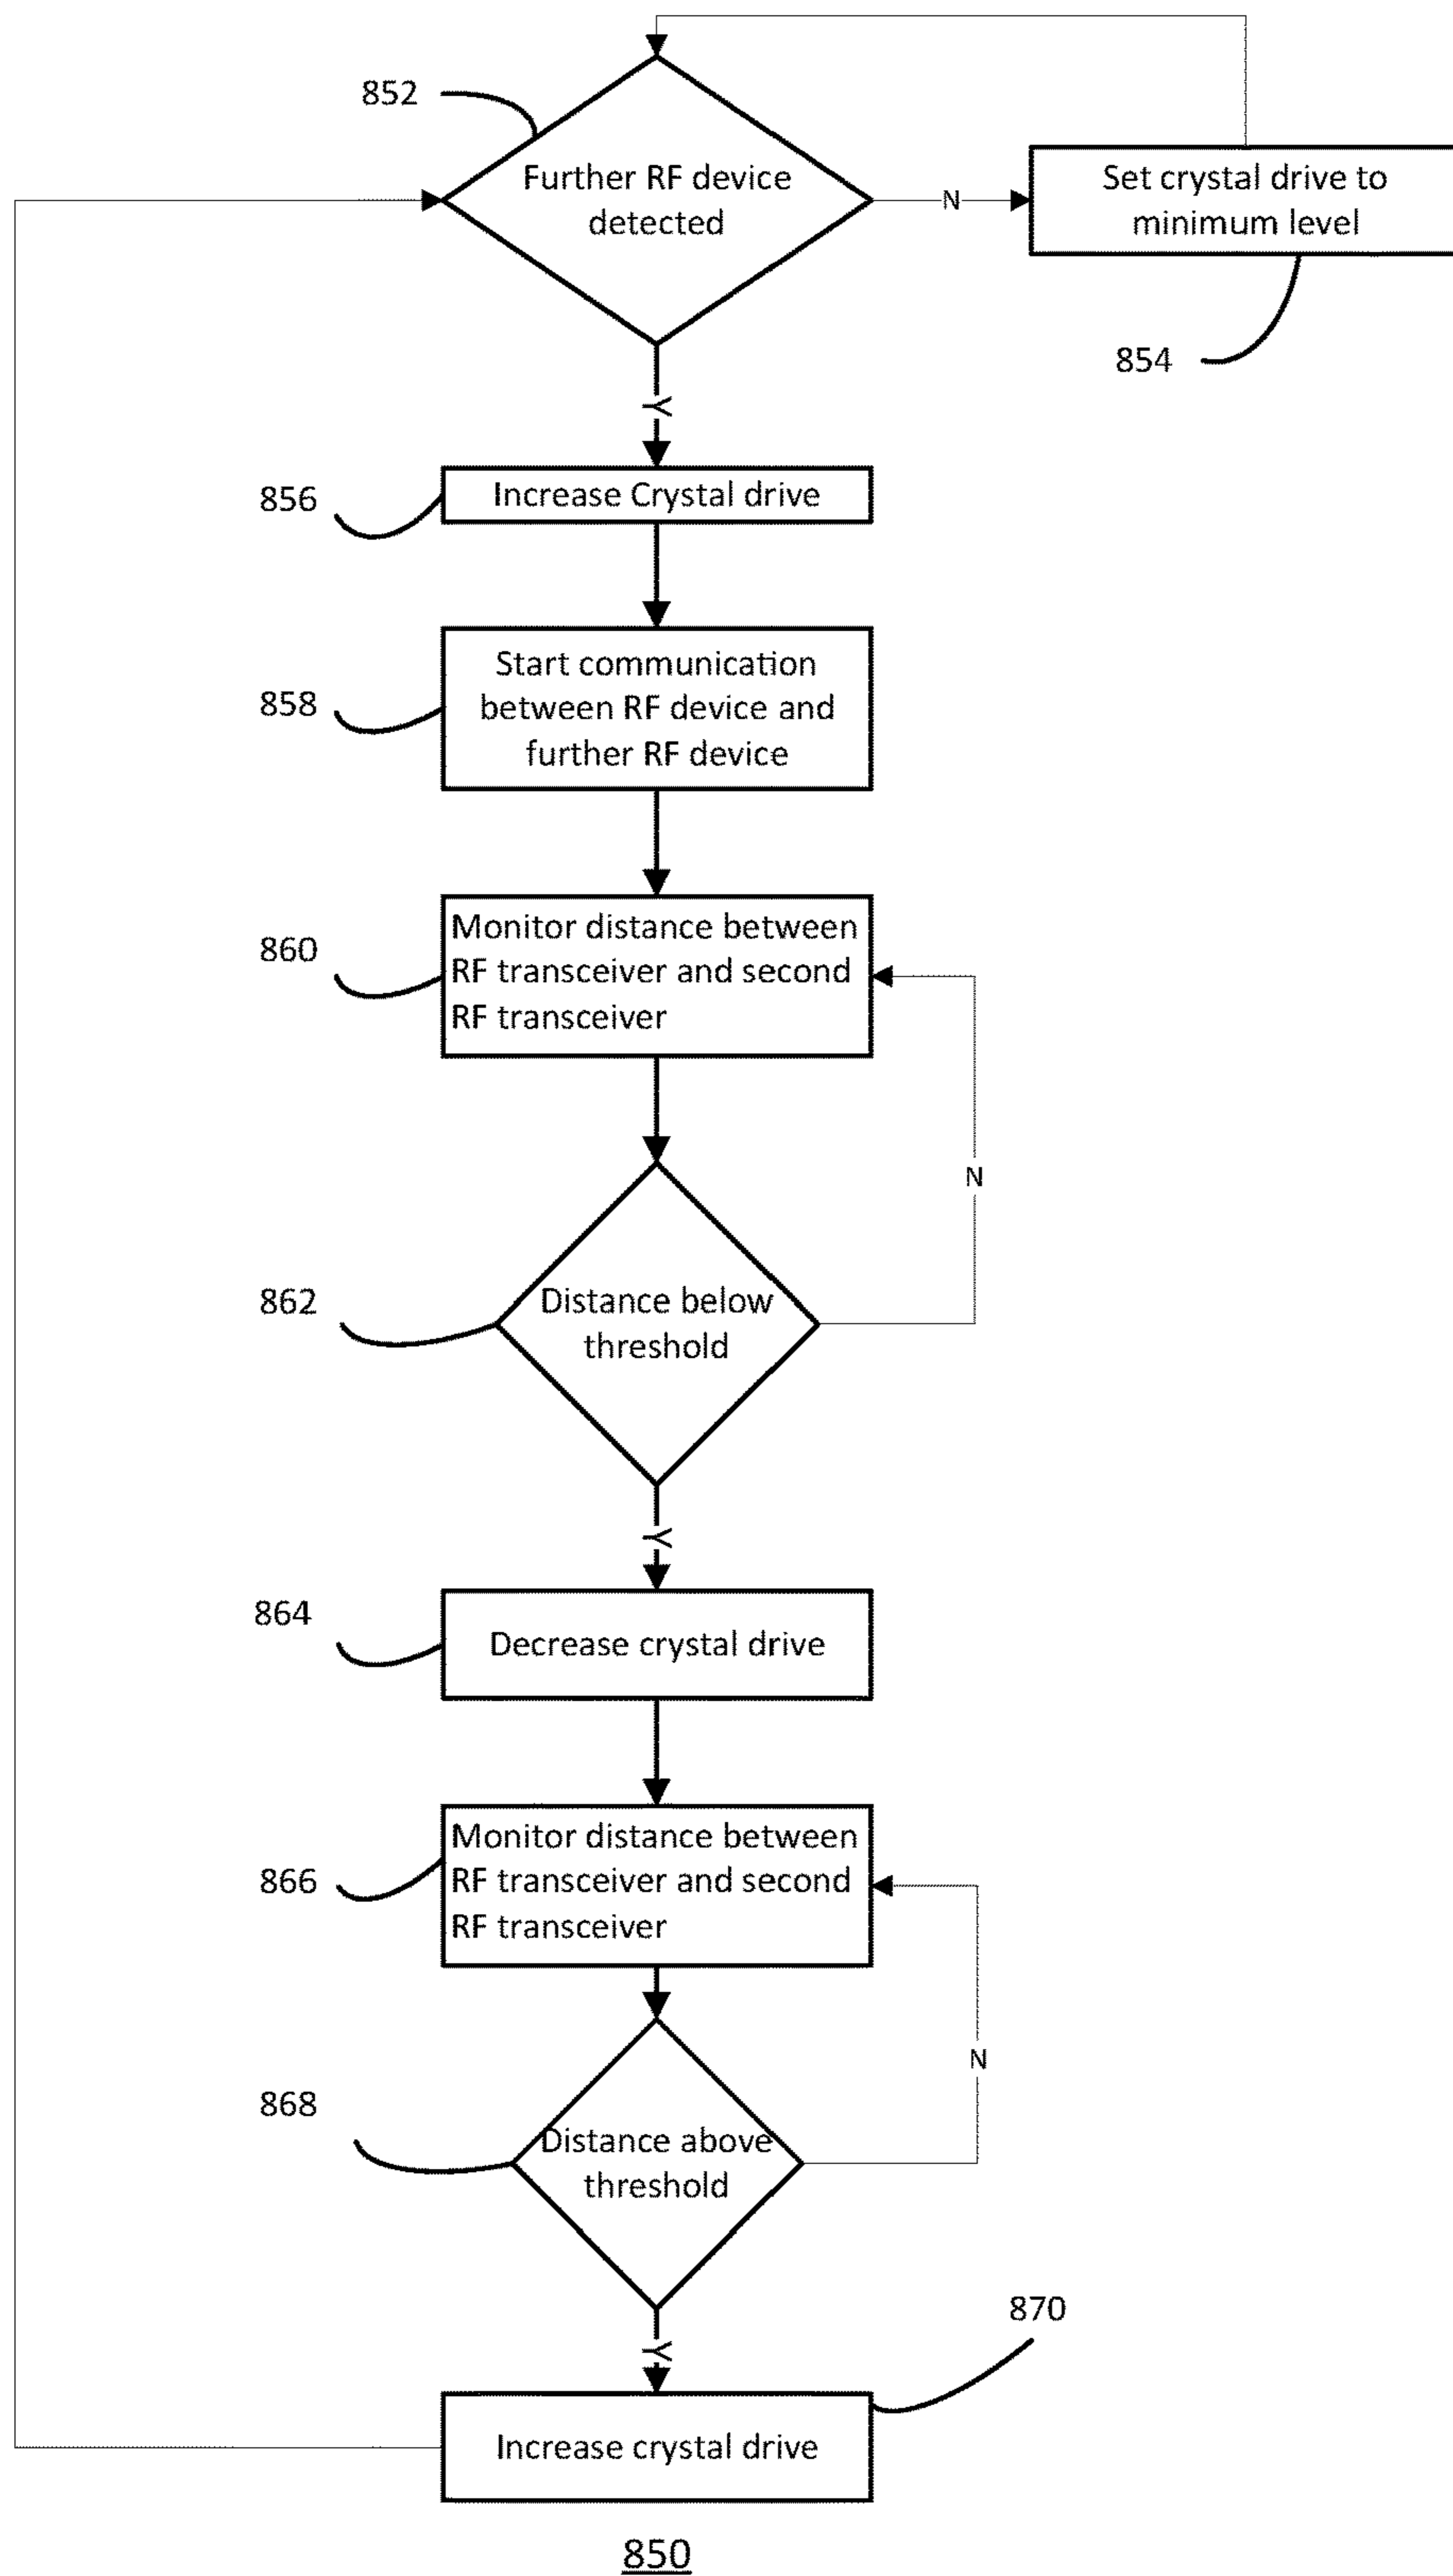 852
Further RF device
detected
N
Set crystal drive to
minimum level
854
Y
856
Increase Crystal drive
858
Start communication
between RF device and
further RF device
860
Monitor distance between
RF transceiver and second
RF transceiver
N
862
Distance below
threshold
Y
864
Decrease crystal drive
866
Monitor distance between
RF transceiver and second
RF transceiver
N
868
Distance above
threshold
Y
870
Increase crystal drive
850